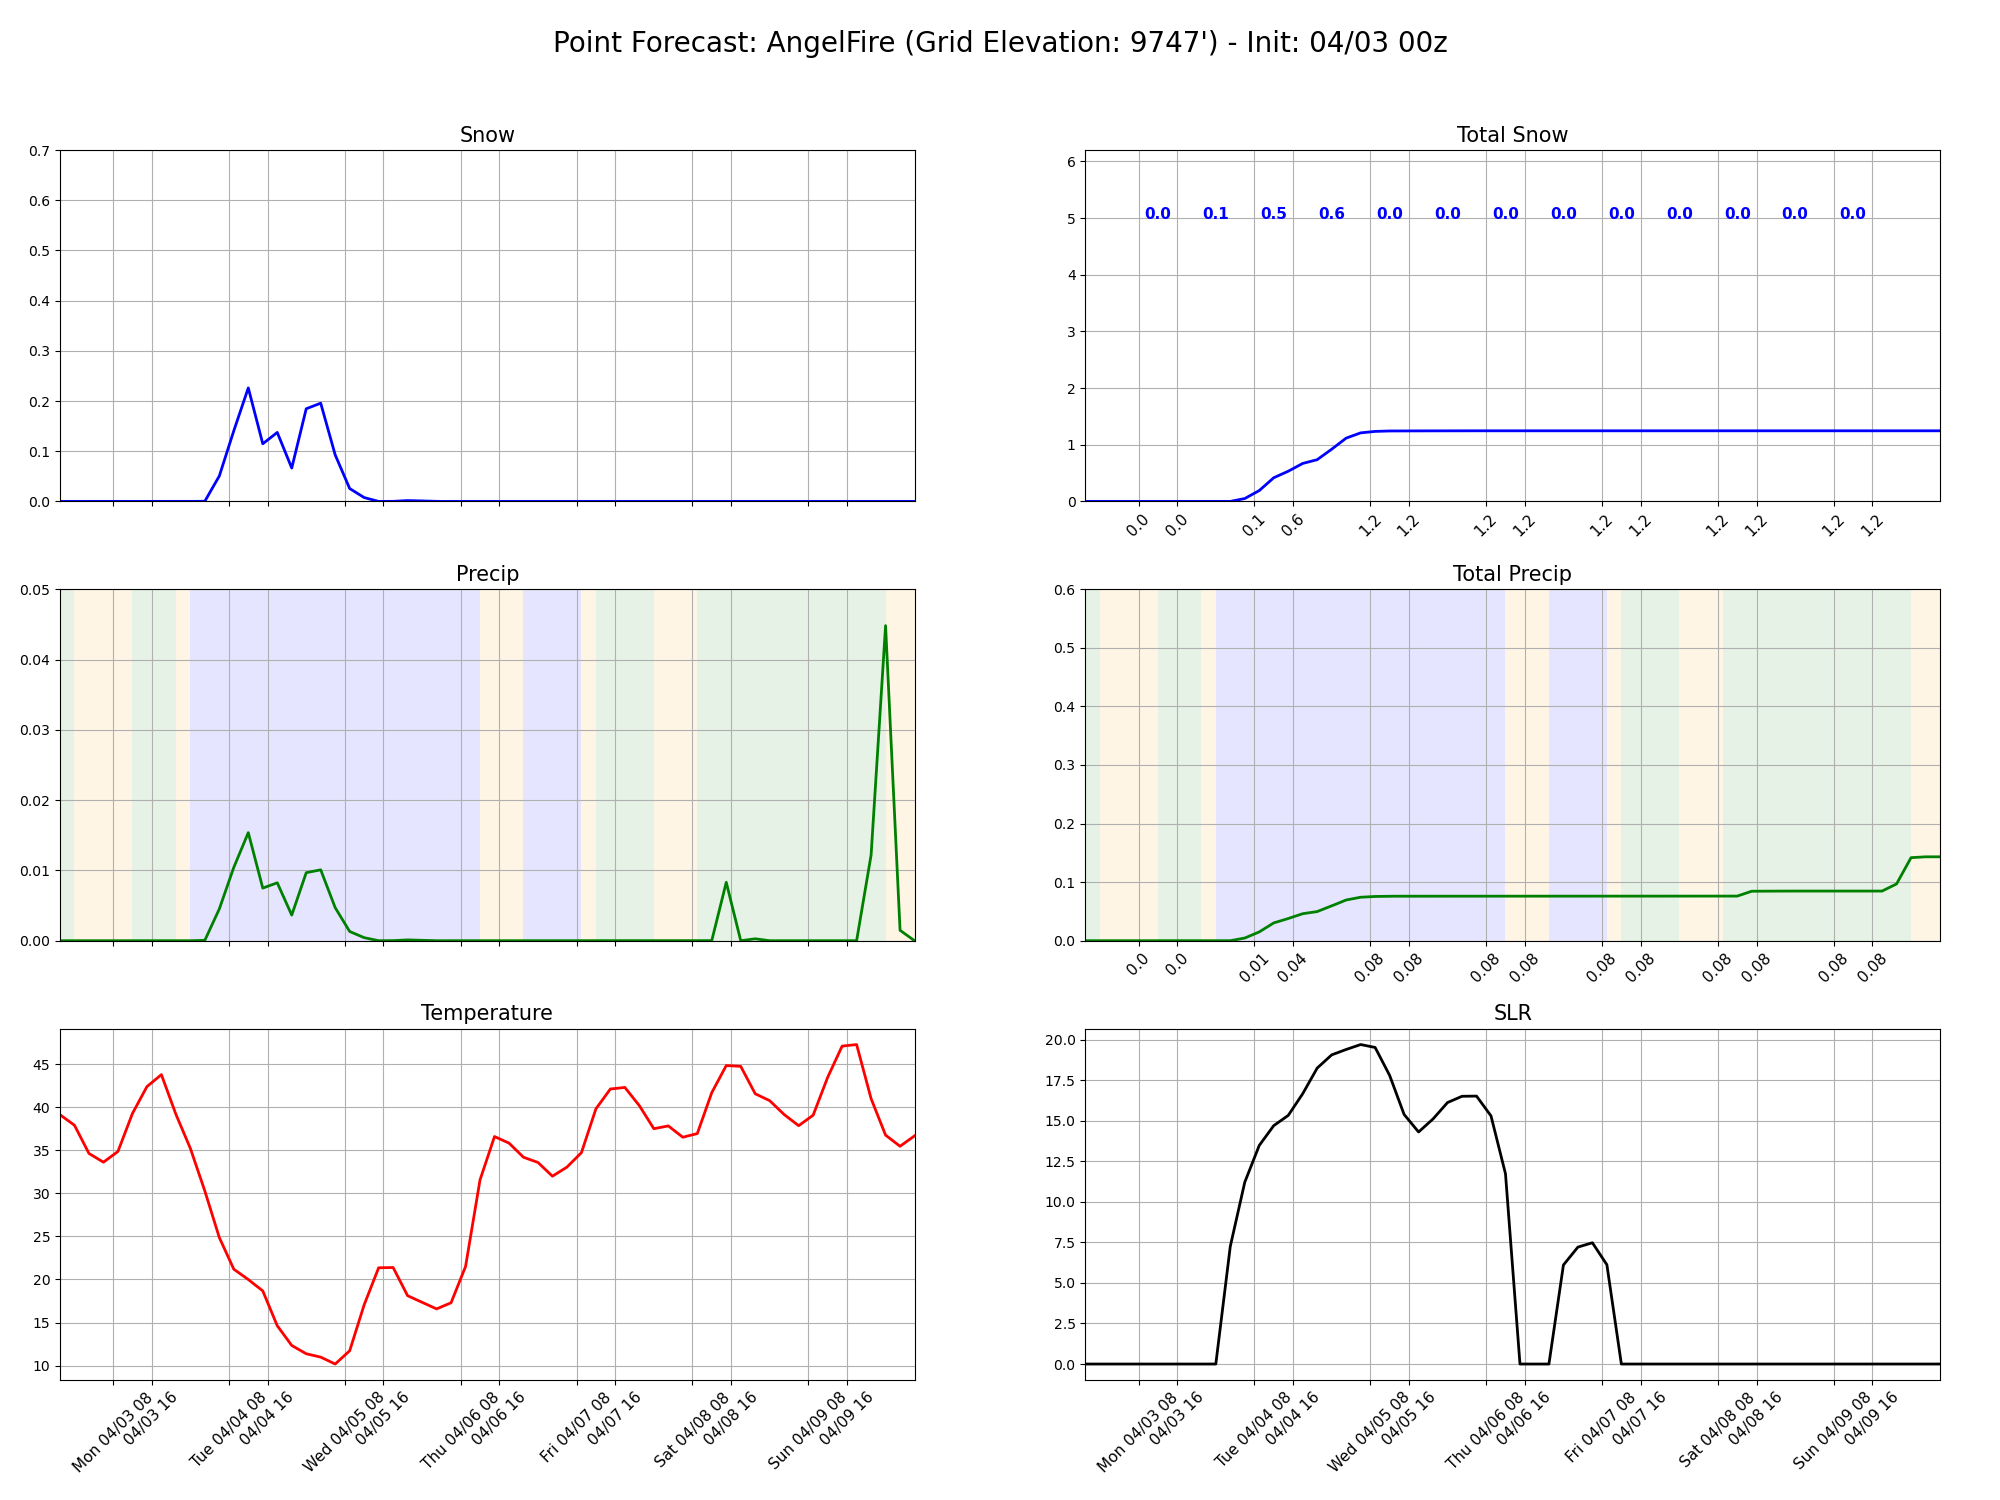 Point Forecast: AngelFire (Grid Elevation: 9747') - Init: 04/03 00z
Snow
0.7
0.6
0.5
0.4
0.3
0.2
0.1
0.0
Total Snow
6
5
4
3
2
1
0
0.0 0.1 0.5 0.6 0.0 0.0 0.0 0.0 0.0 0.0 0.0 0.0 0.0
0.0 0.0 0.1 0.6 1.2 1.2 1.2 1.2 1.2 1.2 1.2 1.2 1.2 1.2
Precip
0.05
0.04
0.03
0.02
0.01
0.00
Total Precip
0.6
0.5
0.4
0.3
0.2
0.1
0.0
0.0 0.0 0.01 0.04 0.08 0.08 0.08 0.08 0.08 0.08 0.08 0.08 0.08 0.08
Temperature
45
40
35
30
25
20
15
10
Mon 04/03 08
04/03 16
Tue 04/04 08
04/04 16
Wed 04/05 08
04/05 16
Thu 04/06 08
04/06 16
Fri 04/07 08
04/07 16
Sat 04/08 08
04/08 16
Sun 04/09 08
04/09 16
SLR
20.0
17.5
15.0
12.5
10.0
7.5
5.0
2.5
0.0
Mon 04/03 08
04/03 16
Tue 04/04 08
04/04 16
Wed 04/05 08
04/05 16
Thu 04/06 08
04/06 16
Fri 04/07 08
04/07 16
Sat 04/08 08
04/08 16
Sun 04/09 08
04/09 16